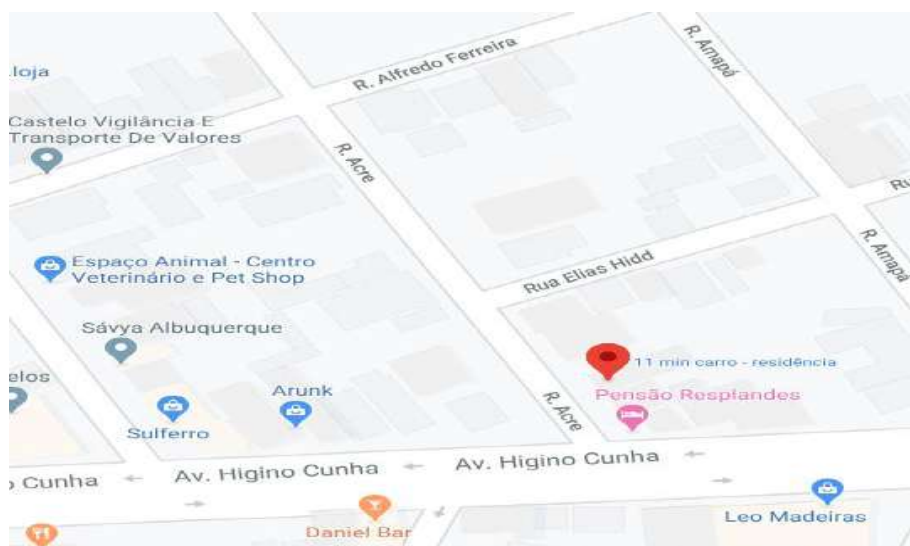 R. Alfredo Ferreira
R. Amapá
loja
Castelo Vigilância E
Transporte De Valores
R. Acre
R. Amapá
Espaço Animal - Centro
Veterinário e Pet Shop
Rua Elias Hidd
Sávya Albuquerque
11 min carro - residência
elos
Arunk
R. Acre
Pensão Resplandes
Sulferro
Cunha
Av. Higino Cunha
Av. Higino Cunha
Leo Madeiras
Daniel Bar